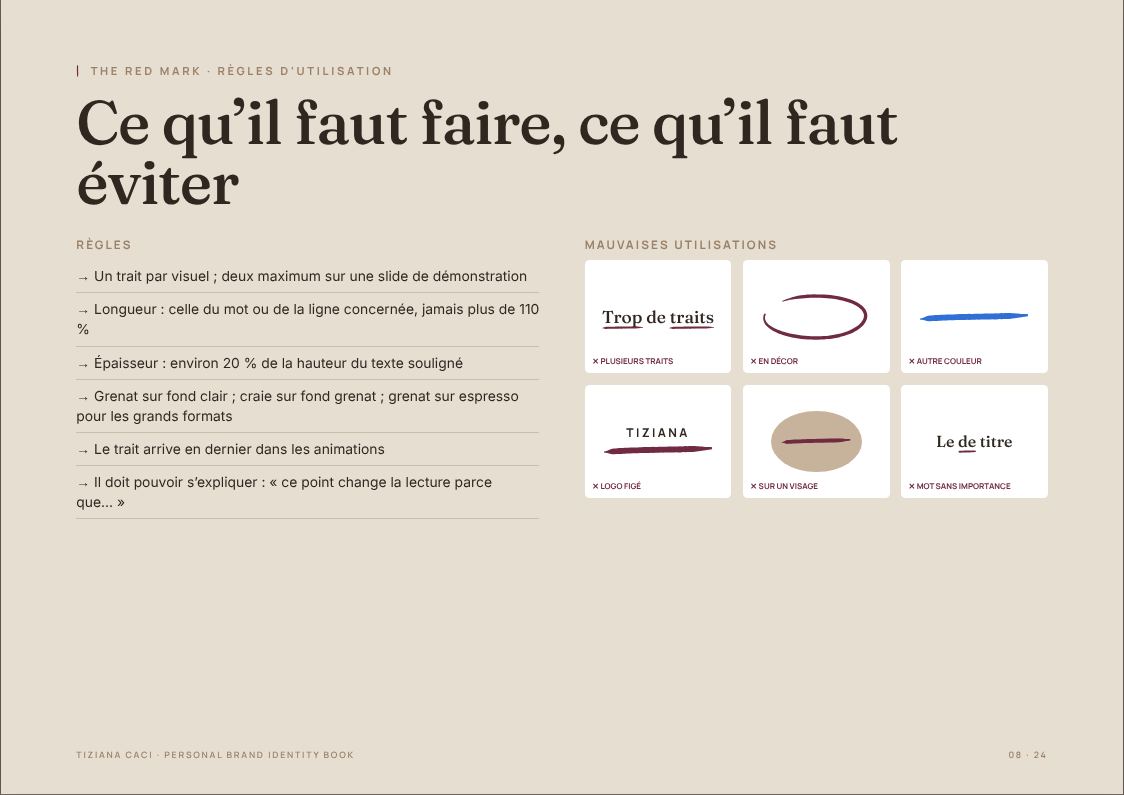 THE RED MARK · RÈGLES D'UTILISATION
Ce qu’il faut faire, ce qu’il faut
éviter
RÈGLES
→ Un trait par visuel ; deux maximum sur une slide de démonstration
→ Longueur : celle du mot ou de la ligne concernée, jamais plus de 110
%
→ Épaisseur : environ 20 % de la hauteur du texte souligné
→ Grenat sur fond clair ; craie sur fond grenat ; grenat sur espresso
pour les grands formats
→ Le trait arrive en dernier dans les animations
→ Il doit pouvoir s’expliquer : « ce point change la lecture parce
que… »
MAUVAISES UTILISATIONS
Trop de traits
✕ PLUSIEURS TRAITS
✕ EN DÉCOR
✕ AUTRE COULEUR
TIZIANA
✕ LOGO FIGÉ
✕ SUR UN VISAGE
Le de titre
✕ MOT SANS IMPORTANCE
TIZIANA CACI · PERSONAL BRAND IDENTITY BOOK
08 · 24